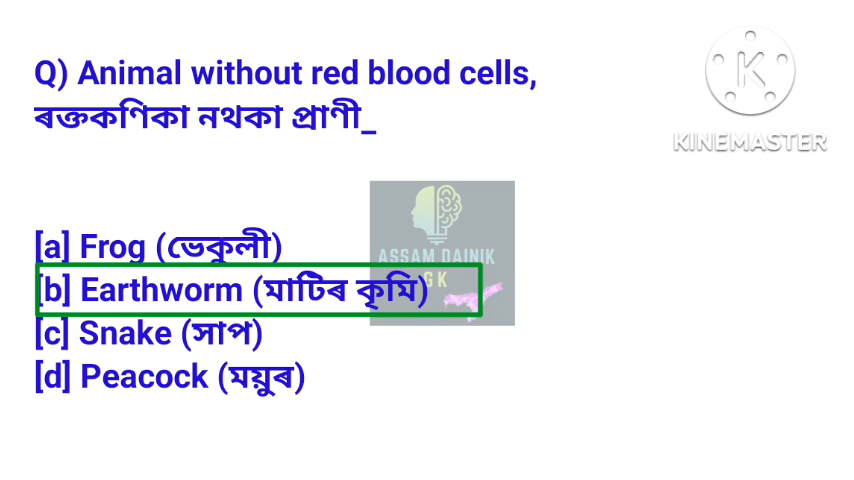 Q) Animal without red blood cells,
ৰক্তকণিকা নথকা প্ৰাণী_
KINEMASTER
ASSAM DAINIK
GK
[a] Frog (ভেকুলী)
[b] Earthworm (মাটিৰ কৃমি)
[c] Snake (সাপ)
[d] Peacock (ময়ুৰ)